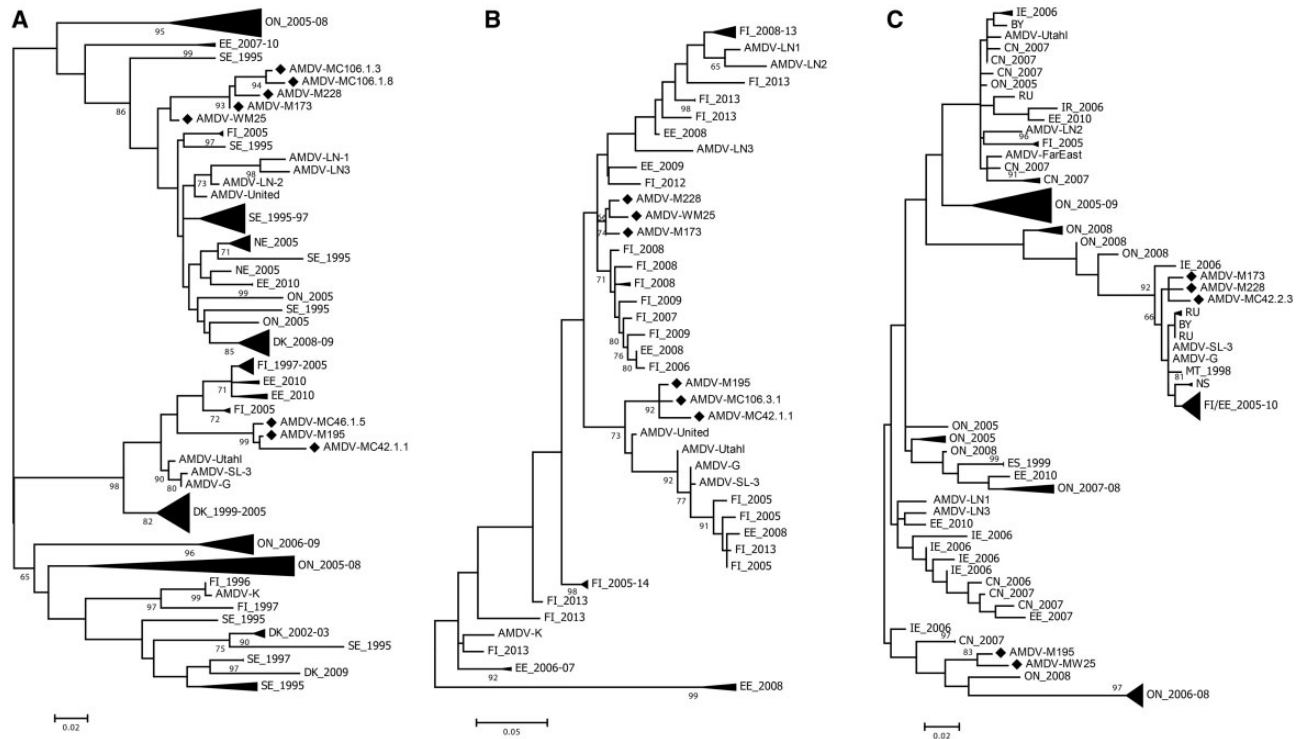 A
ON_2005-08
95
EE_2007-10
99
SE_1995
86
AMDV-MC106.1.3
94
AMDV-MC106.1.8
AMDV-M228
93
AMDV-M173
AMDV-WM25
FI_2005
97
SE_1995
AMDV-LN-1
98
AMDV-LN3
73
AMDV-LN-2
AMDV-United
SE_1995-97
NE_2005
71
SE_1995
NE_2005
EE_2010
99
ON_2005
SE_1995
ON_2005
DK_2008-09
85
FI_1997-2005
EE_2010
71
EE_2010
FI_2005
72
AMDV-MC46.1.5
AMDV-M195
99
AMDV-MC42.1.1
AMDV-Utahl
90
AMDV-SL-3
80
AMDV-G
98
DK_1999-2005
82
ON_2006-09
96
65
ON_2005-08
FI_1996
99
AMDV-K
97
FI_1997
SE_1995
DK_2002-03
90
75
SE_1995
SE_1997
97
DK_2009
SE_1995
0.02
B
FI_2008-13
AMDV-LN1
65
AMDV-LN2
FI_2013
FI_2013
98
FI_2013
EE_2008
AMDV-LN3
EE_2009
FI_2012
AMDV-M228
AMDV-WM25
74
AMDV-M173
FI_2008
FI_2008
71
FI_2008
FI_2009
FI_2007
80
FI_2009
76
EE_2008
80
FI_2006
AMDV-M195
AMDV-MC106.3.1
92
AMDV-MC42.1.1
73
AMDV-United
AMDV-Utahl
AMDV-G
92
AMDV-SL-3
77
FI_2005
FI_2005
91
EE_2008
FI_2013
FI_2005
FI_2005-14
98
FI_2013
FI_2013
AMDV-K
FI_2013
EE_2006-07
92
EE_2008
99
0.05
C
IE_2006
BY
AMDV-Utahl
CN_2007
CN_2007
CN_2007
ON_2005
RU
IR_2006
EE_2010
AMDV-LN2
96
FI_2005
AMDV-FarEast
CN_2007
91
CN_2007
ON_2005-09
ON_2008
ON_2008
ON_2008
IE_2006
AMDV-M173
92
AMDV-M228
AMDV-MC42.2.3
66
RU
BY
RU
AMDV-SL-3
AMDV-G
MT_1998
81
NS
FI/EE_2005-10
ON_2005
ON_2005
ON_2008
99
ES_1999
EE_2010
ON_2007-08
AMDV-LN1
AMDV-LN3
EE_2010
IE_2006
IE_2006
IE_2006
IE_2006
CN_2006
CN_2007
CN_2007
EE_2007
IE_2006
97
CN_2007
83
AMDV-M195
AMDV-MW25
ON_2008
97
ON_2006-08
0.02